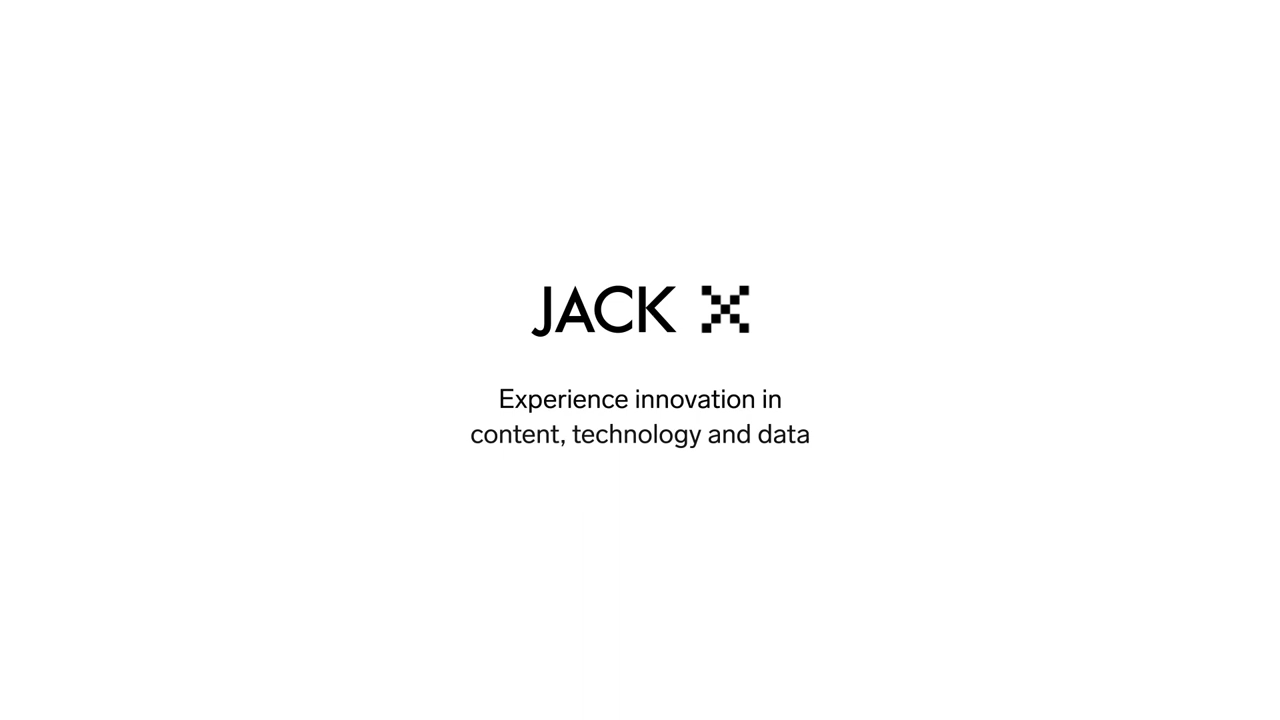 JACK X
Experience innovation in
content, technology and data